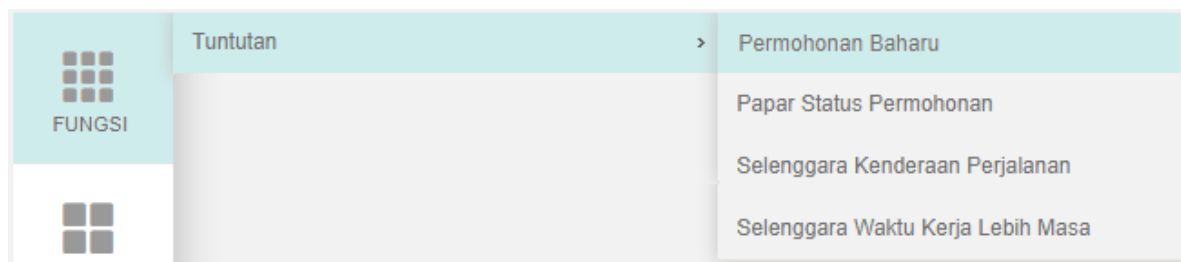 Tuntutan
>
Permohonan Baharu
FUNGSI
Papar Status Permohonan
Selenggara Kenderaan Perjalanan
Selenggara Waktu Kerja Lebih Masa